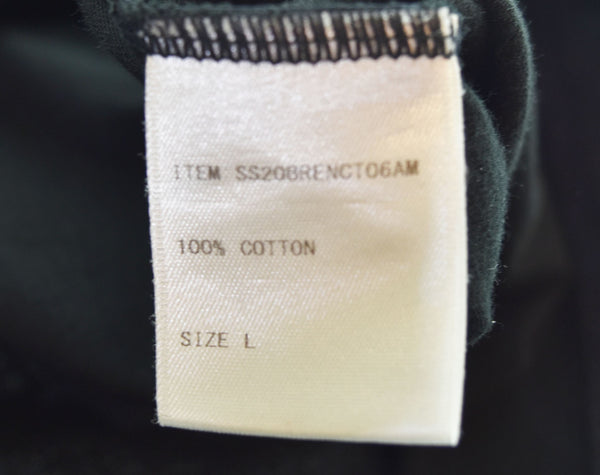 ITEM SS20BRENCT06AM
100% COTTON
SIZE L